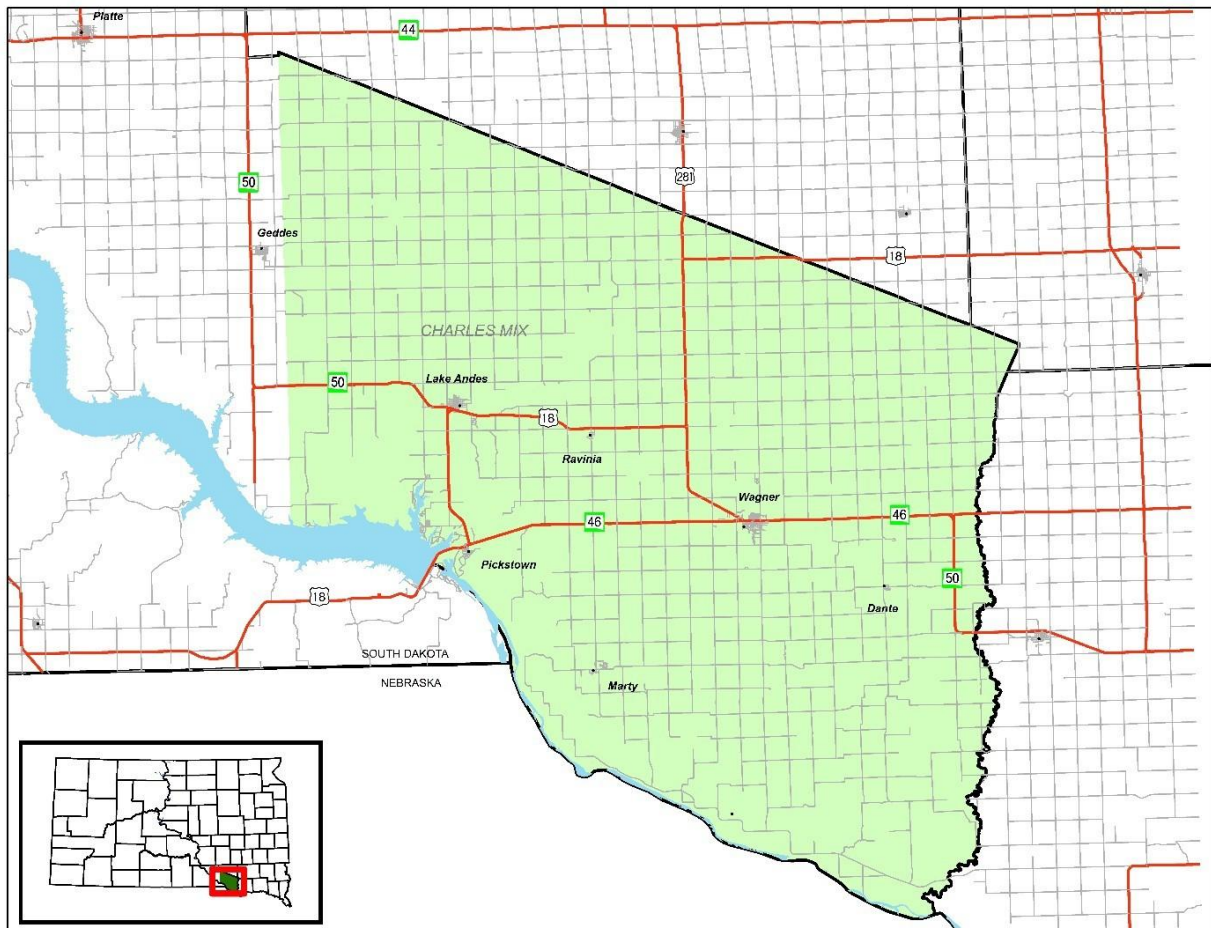 Platte
44
50
281
Geddes
18
CHARLES MIX
50
Lake Andes
18
Ravinia
Wagner
46
46
Pickstown
50
18
Dante
SOUTH DAKOTA
NEBRASKA
Marty